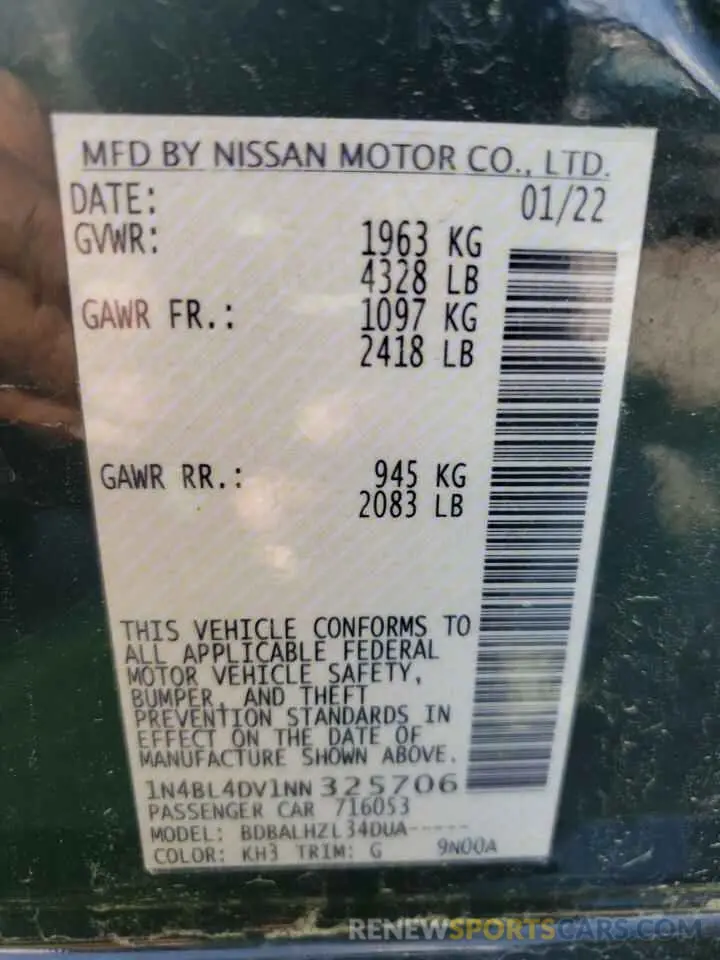 MFD BY NISSAN MOTOR CO., LTD.
DATE: 01/22
GVWR: 1963 KG
4328 LB
GAWR FR.: 1097 KG
2418 LB
GAWR RR.: 945 KG
2083 LB
THIS VEHICLE CONFORMS TO
ALL APPLICABLE FEDERAL
MOTOR VEHICLE SAFETY,
BUMPER, AND THEFT
PREVENTION STANDARDS IN
EFFECT ON THE DATE OF
MANUFACTURE SHOWN ABOVE.
1N4BL4DV1NN325706
PASSENGER CAR 716053
MODEL: BDBALHZL34DUA-----
COLOR: KH3 TRIM: G 9N00A
RENEWSPORTSCARS.COM